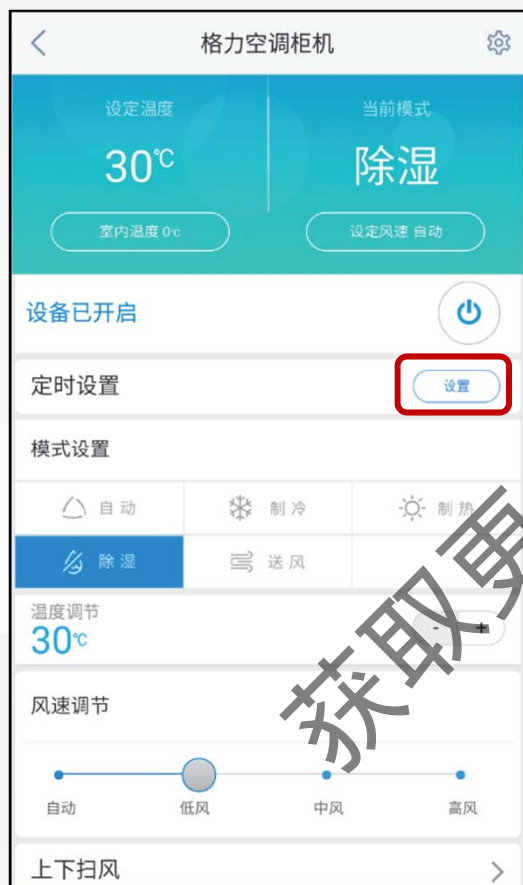 格力空调柜机
设定温度
当前模式
30℃
除湿
室内温度 0℃
设定风速 自动
设备已开启
定时设置
设置
模式设置
自动
制冷
制热
除湿
送风
温度调节
30℃
- +
风速调节
自动
低风
中风
高风
上下扫风
获取更